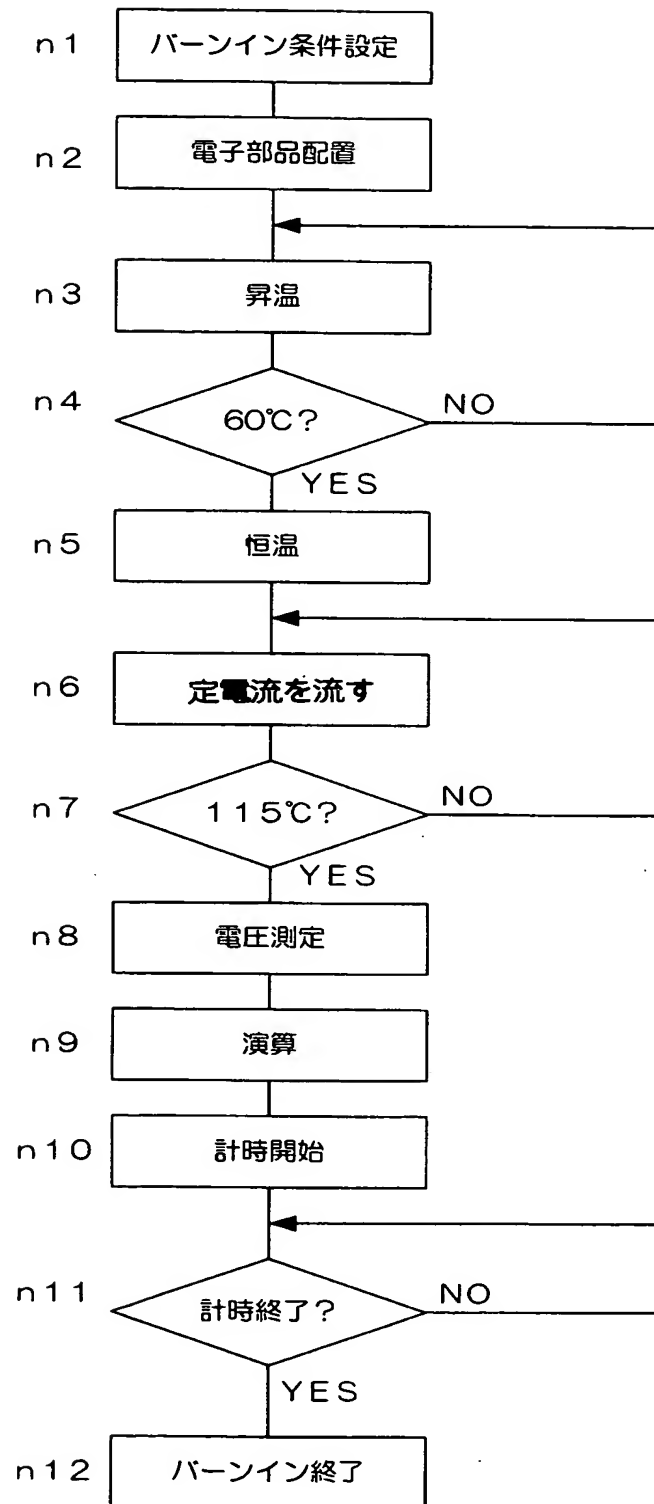 n1 バーンイン条件設定
n2 電子部品配置
n3 昇温
n4 60℃? NO
YES
n5 恒温
n6 定電流を流す
n7 115℃? NO
YES
n8 電圧測定
n9 演算
n10 計時開始
n11 計時終了? NO
YES
n12 バーンイン終了